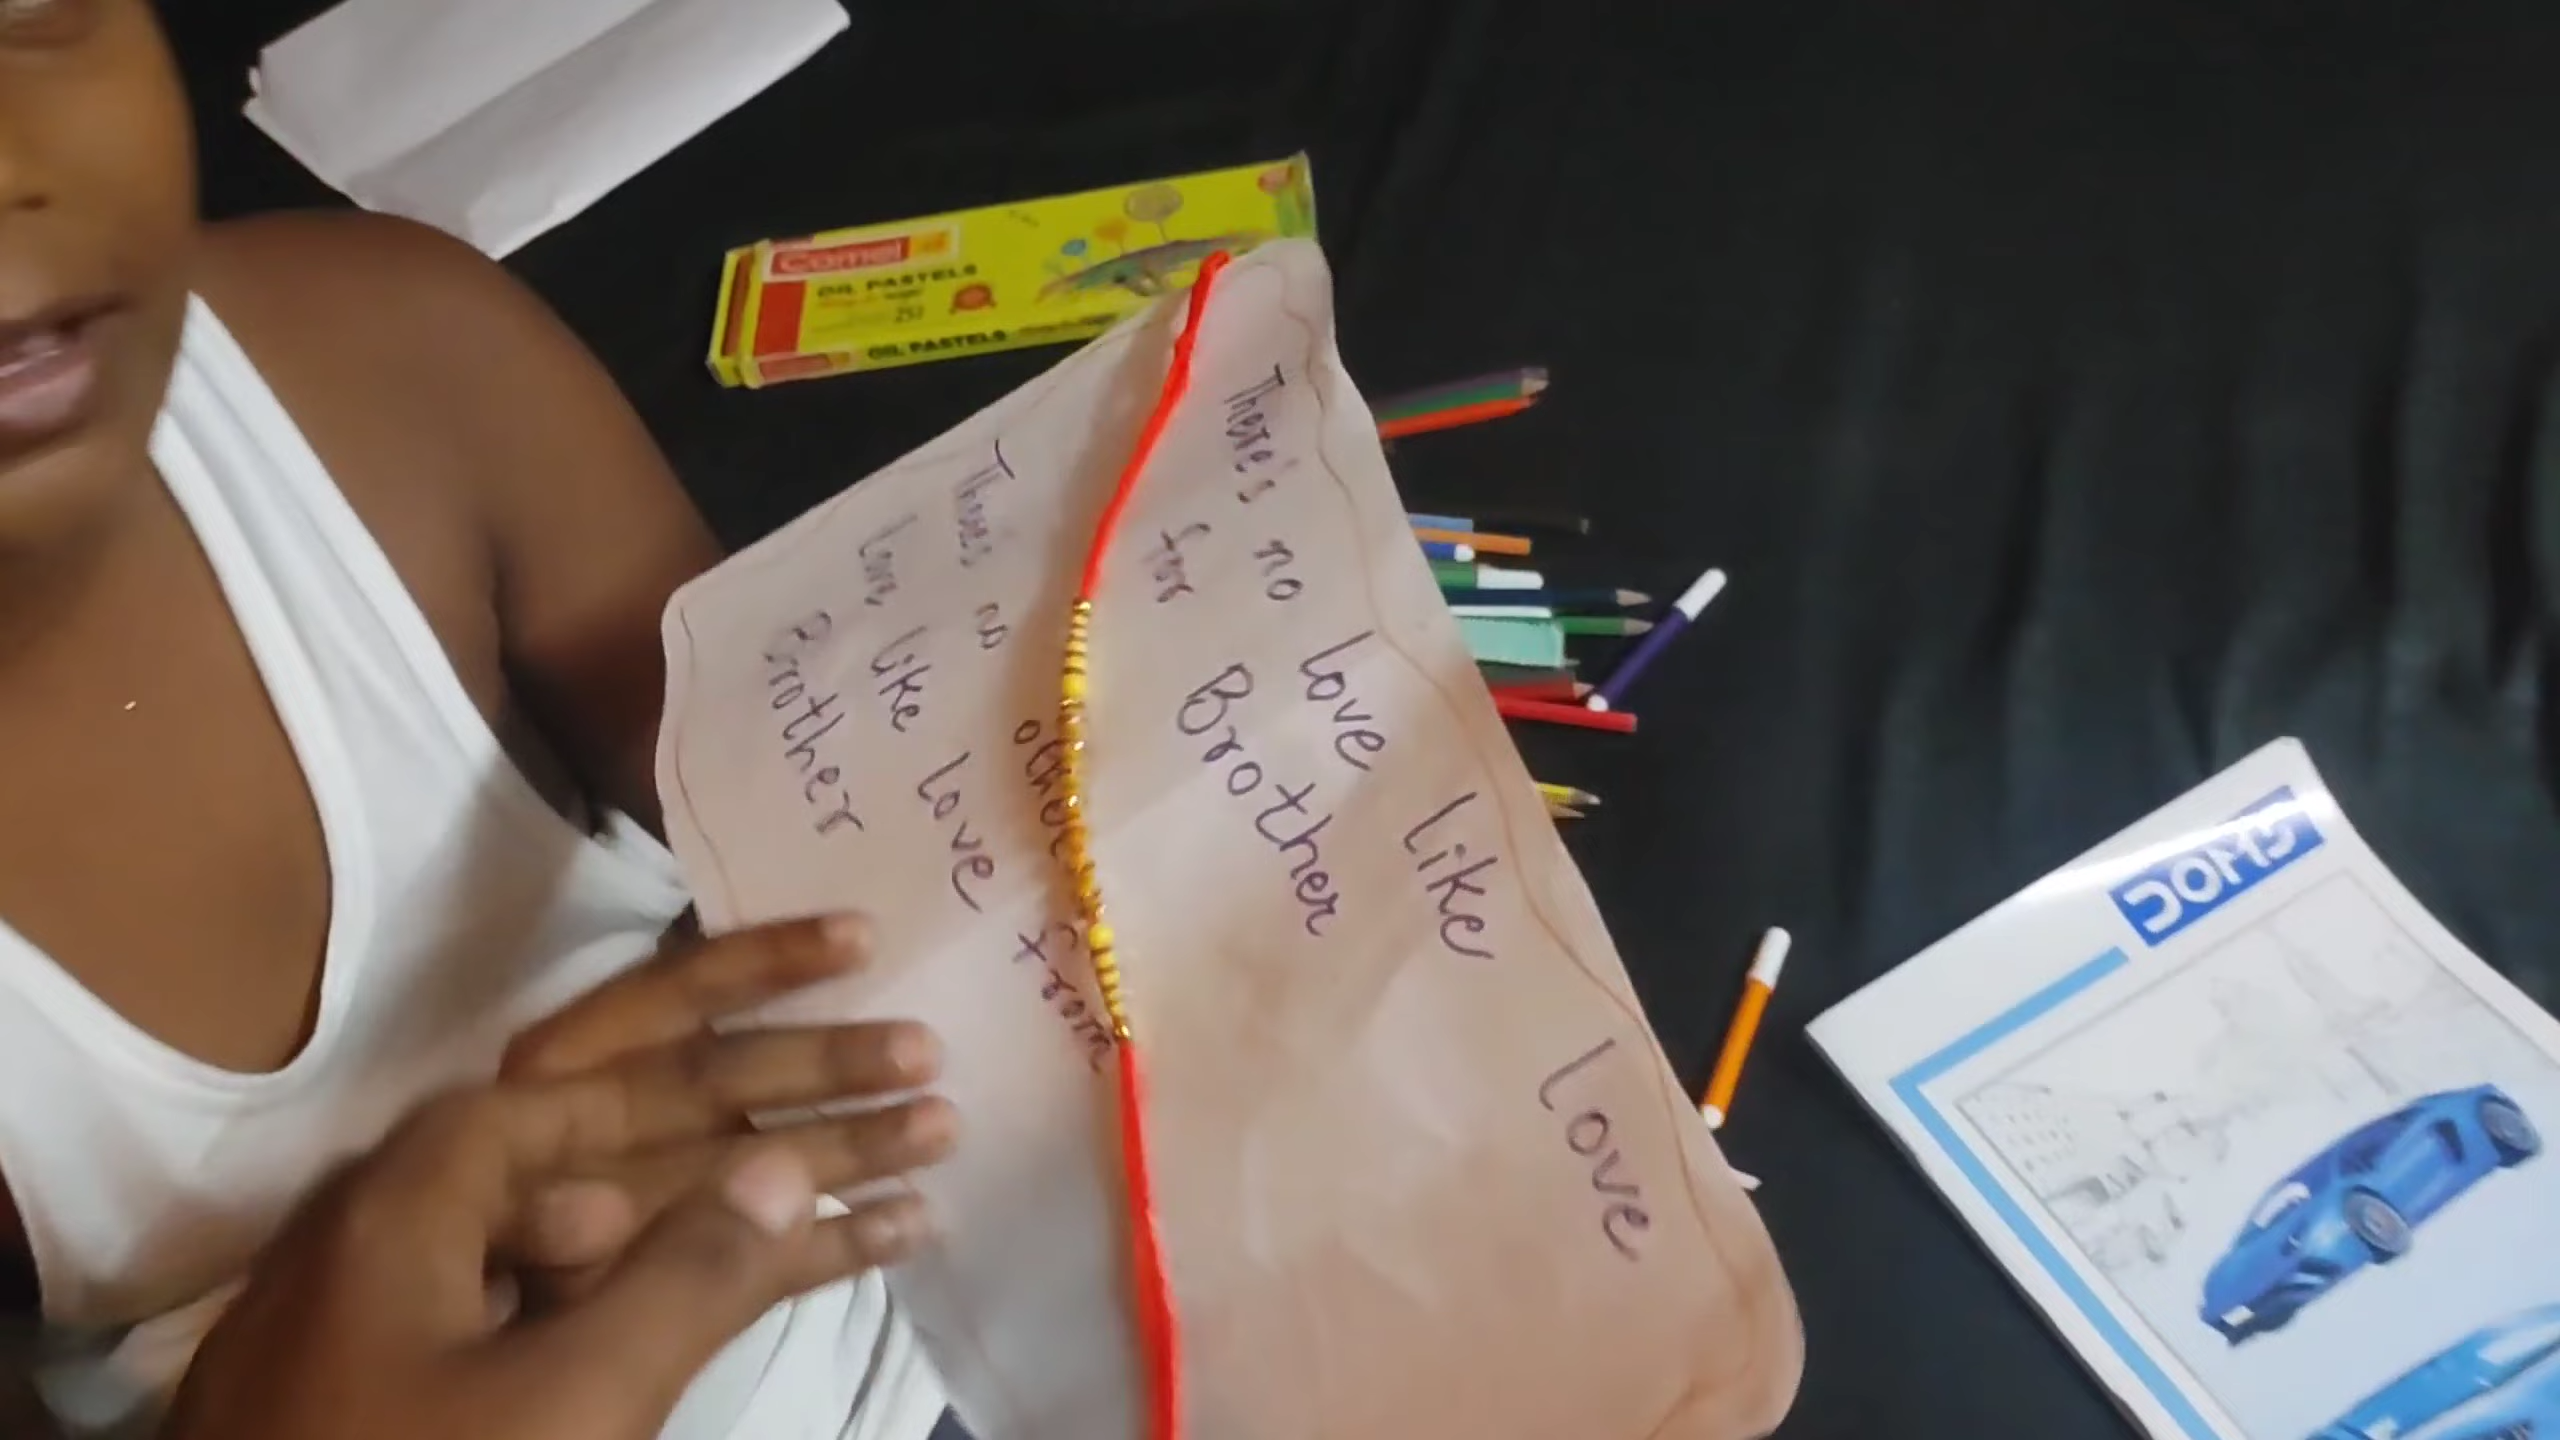 Camel
OIL PASTELS
OIL PASTELS
There's no love like love
for Brother
There's no other
love like love from
Brother
DOMS